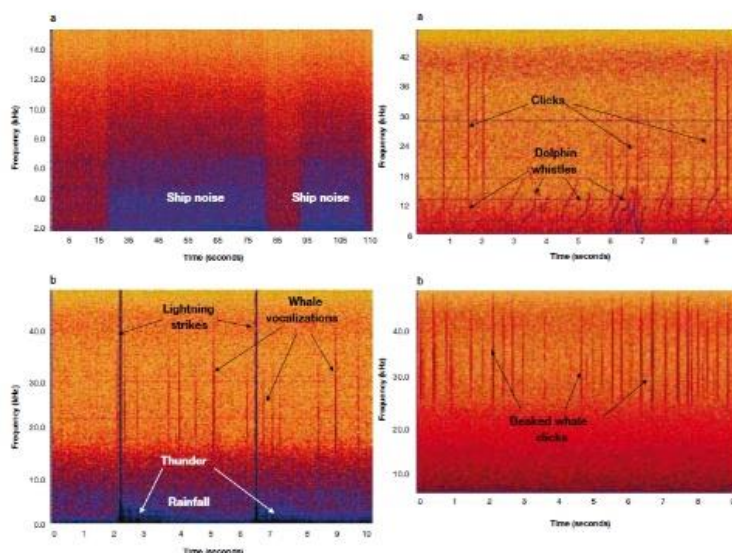 a
Frequency (kHz)
14.0
12.0
10.0
8.0
6.0
4.0
2.0
Ship noise
Ship noise
5 15 25 35 45 55 65 75 85 95 105 110
Time (seconds)
a
Frequency (kHz)
42
36
29
24
17
12
6
Clicks
Dolphin
whistles
1 2 3 4 5 6 7 8 9
Time (seconds)
b
Frequency (kHz)
40.0
30.0
20.0
10.0
0.0
Lightning
strikes
Whale
vocalizations
Thunder
Rainfall
0 1 2 3 4 5 6 7 8 9 10
Time (seconds)
b
Frequency (kHz)
40.0
30.0
20.0
10.0
Beaked whale
clicks
0 1 2 3 4 5 6 7 8
Time (seconds)